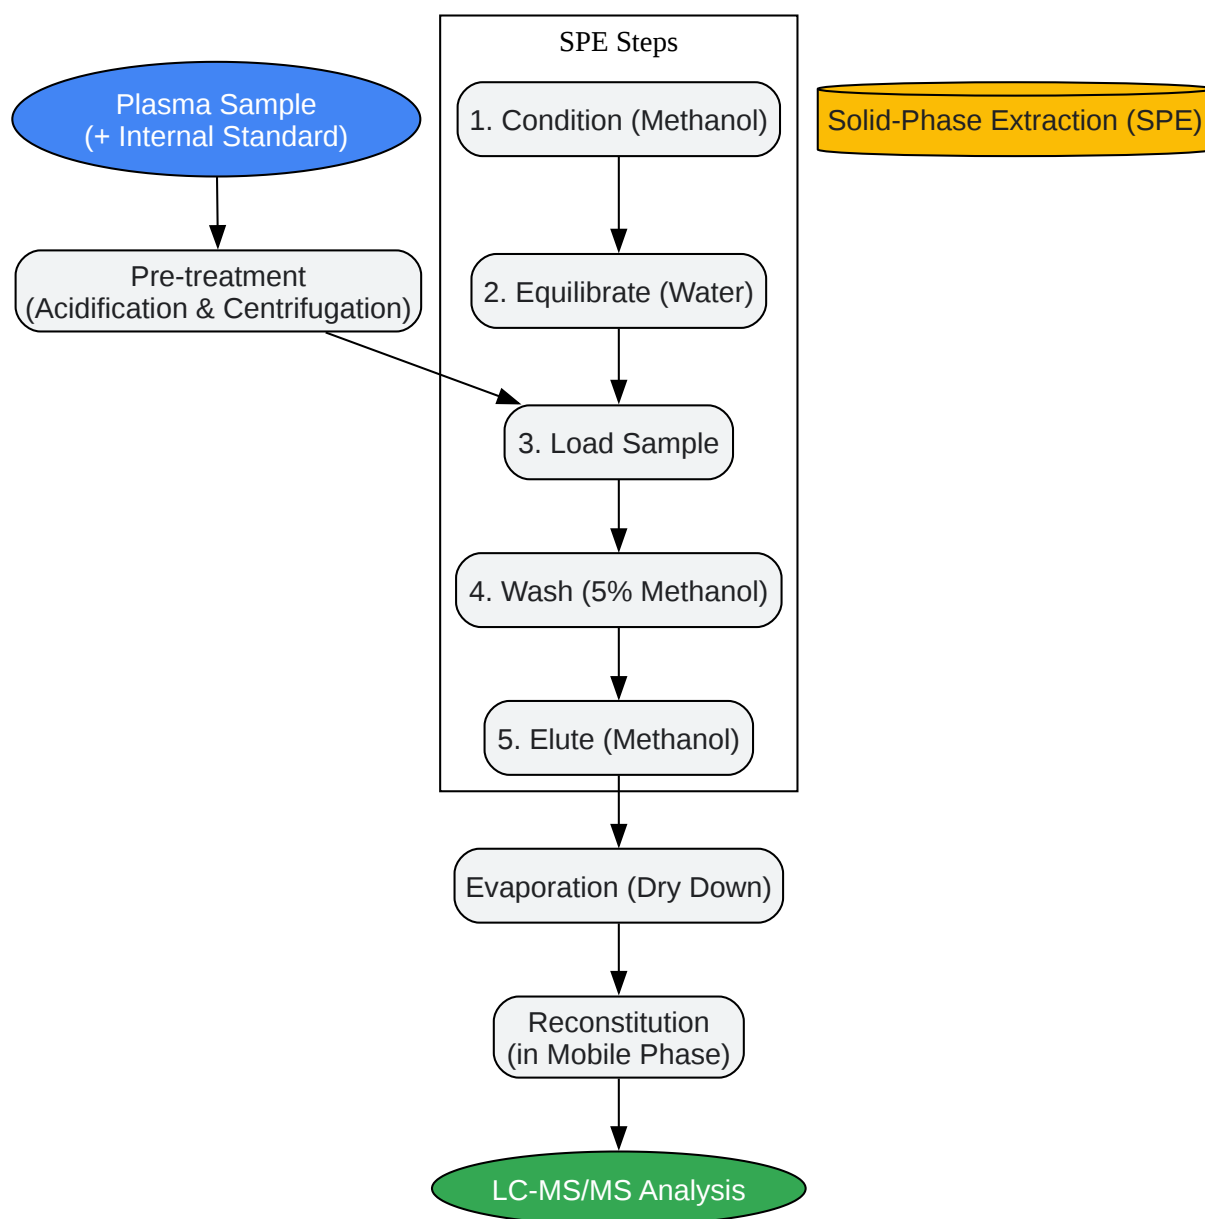 SPE Steps
Plasma Sample
(+ Internal Standard)
1. Condition (Methanol)
Solid-Phase Extraction (SPE)
Pre-treatment
(Acidification & Centrifugation)
2. Equilibrate (Water)
3. Load Sample
4. Wash (5% Methanol)
5. Elute (Methanol)
Evaporation (Dry Down)
Reconstitution
(in Mobile Phase)
LC-MS/MS Analysis